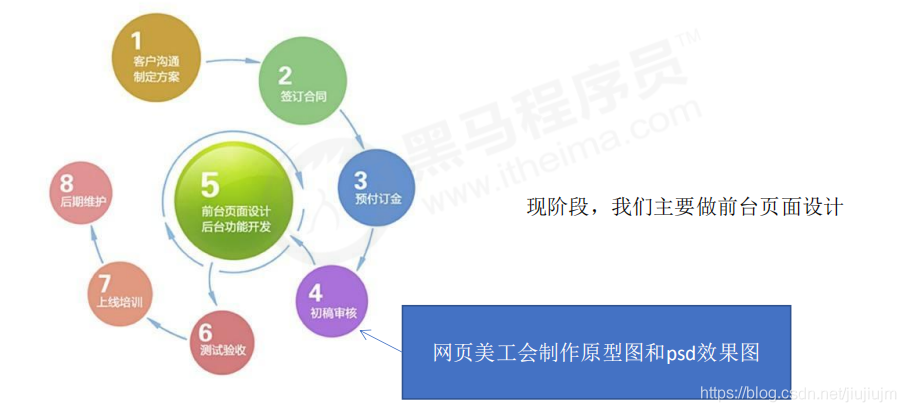 1
客户沟通
制定方案
2
签订合同
3
预付订金
4
初稿审核
5
前台页面设计
后台功能开发
6
测试验收
7
上线培训
8
后期维护
现阶段，我们主要做前台页面设计
网页美工会制作原型图和psd效果图
黑马程序员™
www.itheima.com
https://blog.csdn.net/jiujiujm